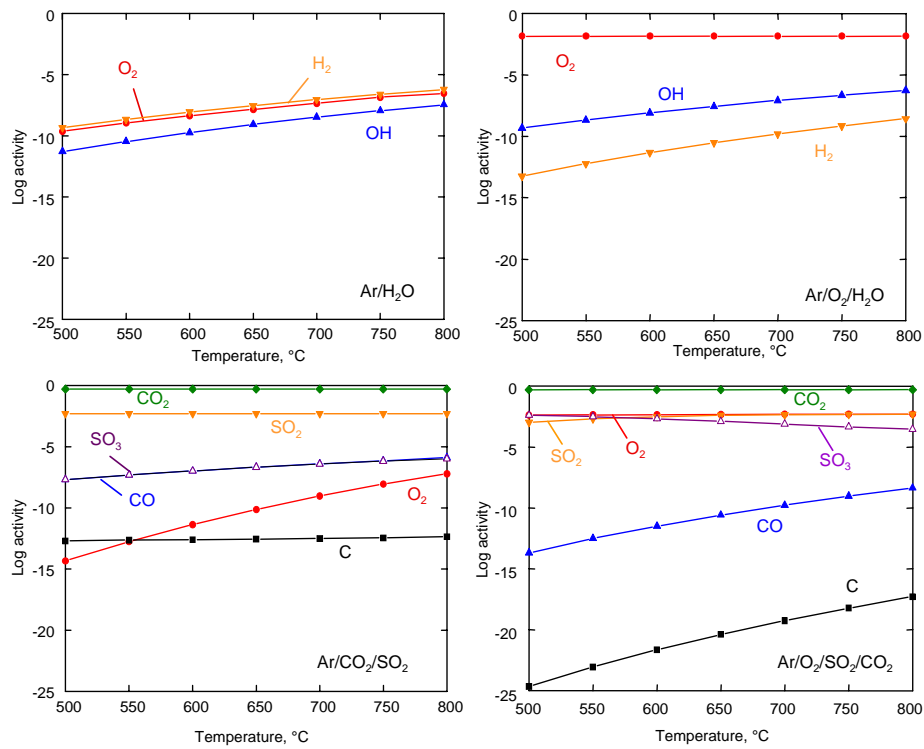 0
-5
-10
-15
-20
-25
500 550 600 650 700 750 800
Log activity
Temperature, °C
O₂
H₂
OH
Ar/H₂O
0
-5
-10
-15
-20
-25
500 550 600 650 700 750 800
Log activity
Temperature, °C
O₂
OH
H₂
Ar/O₂/H₂O
0
-5
-10
-15
-20
-25
500 550 600 650 700 750 800
Log activity
Temperature, °C
CO₂
SO₂
SO₃
CO
O₂
C
Ar/CO₂/SO₂
0
-5
-10
-15
-20
-25
500 550 600 650 700 750 800
Log activity
Temperature, °C
CO₂
SO₂
O₂
SO₃
CO
C
Ar/O₂/SO₂/CO₂